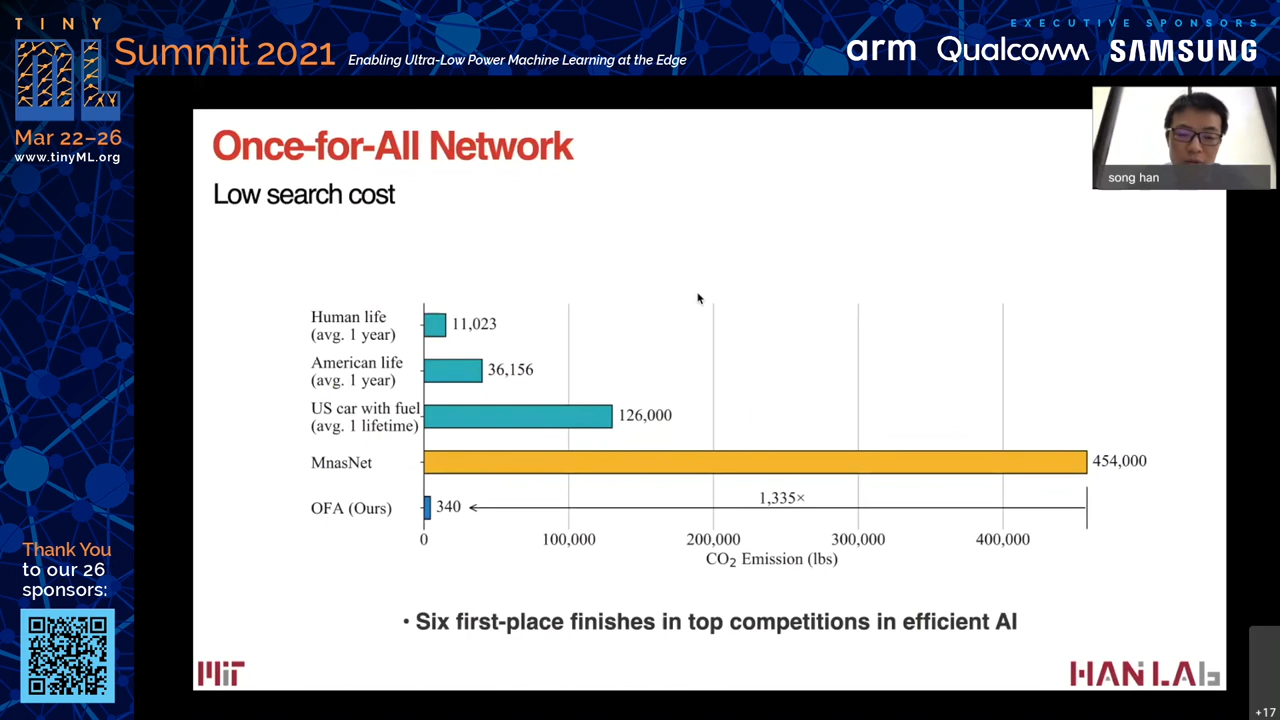 TINY
ML
Summit 2021
Enabling Ultra-Low Power Machine Learning at the Edge
EXECUTIVE SPONSORS
arm Qualcomm SAMSUNG
Mar 22–26
www.tinyML.org
song han
Once-for-All Network
Low search cost
Human life
(avg. 1 year)
11,023
American life
(avg. 1 year)
36,156
US car with fuel
(avg. 1 lifetime)
126,000
MnasNet
454,000
OFA (Ours)
340
1,335×
0 100,000 200,000 300,000 400,000
CO₂ Emission (lbs)
• Six first-place finishes in top competitions in efficient AI
Thank You
to our 26
sponsors:
MIT
HAN LAb
+17